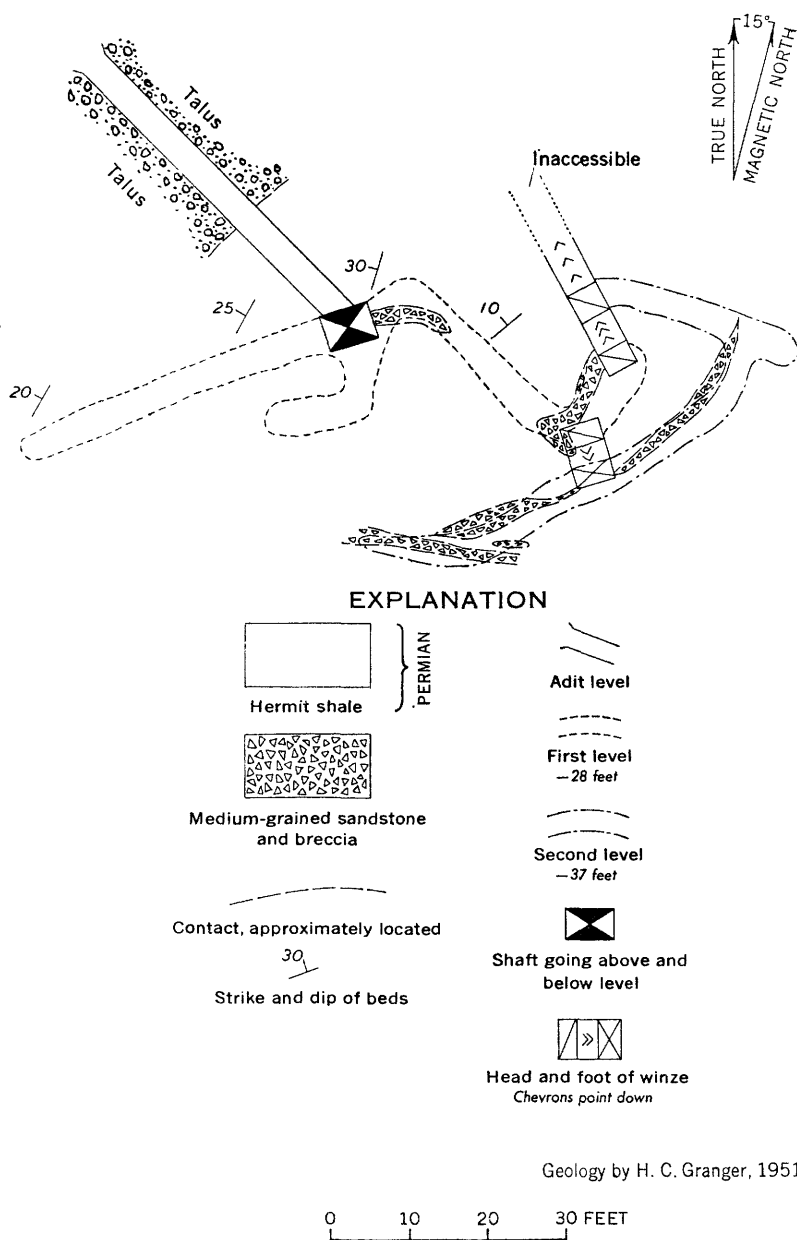 15°
TRUE NORTH
MAGNETIC NORTH
Talus
Talus
Inaccessible
30
25
10
20
EXPLANATION
Hermit shale
PERMIAN
Medium-grained sandstone
and breccia
Contact, approximately located
30
Strike and dip of beds
Adit level
First level
—28 feet
Second level
—37 feet
Shaft going above and
below level
Head and foot of winze
Chevrons point down
Geology by H. C. Granger, 1951
0 10 20 30 FEET